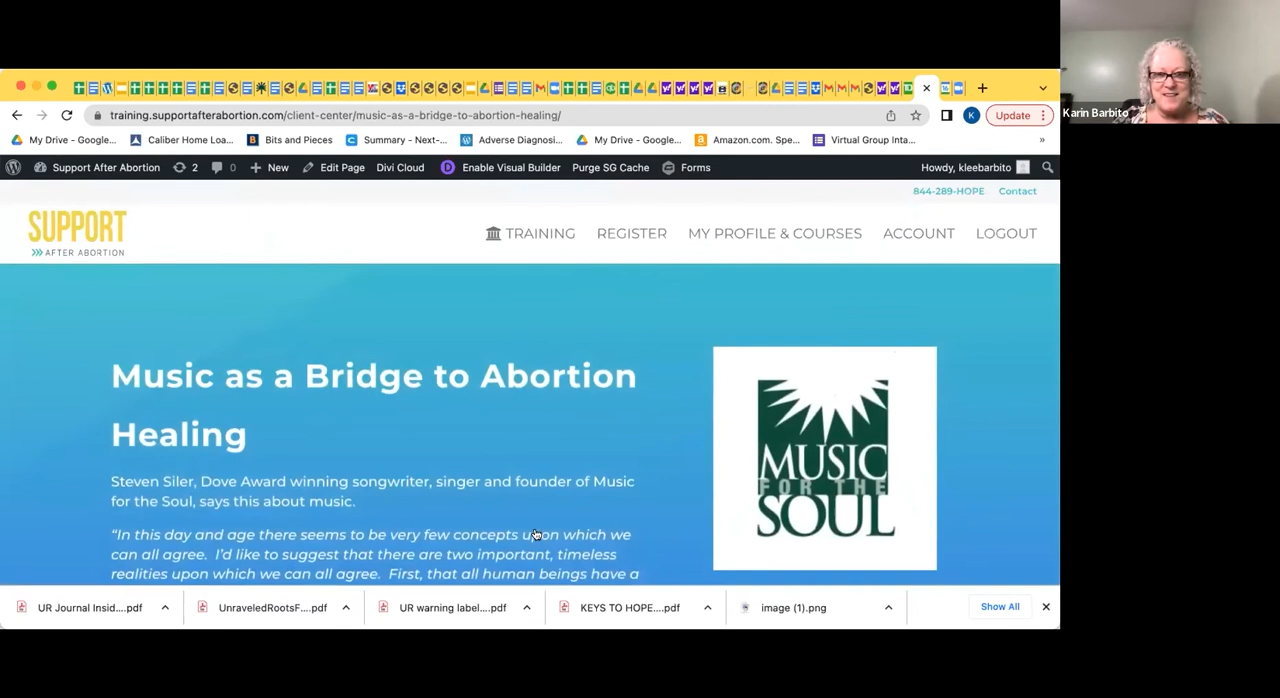 Karin Barbito
training.supportafterabortion.com/client-center/music-as-a-bridge-to-abortion-healing/
K
Update
My Drive - Google...
Caliber Home Loa...
Bits and Pieces
Summary - Next-...
Adverse Diagnosi...
My Drive - Google...
Amazon.com. Spe...
Virtual Group Inta...
»
Support After Abortion
2
0
New
Edit Page
Divi Cloud
Enable Visual Builder
Purge SG Cache
Forms
Howdy, kleebarbito
844-289-HOPE
Contact
SUPPORT
AFTER ABORTION
TRAINING
REGISTER
MY PROFILE & COURSES
ACCOUNT
LOGOUT
Music as a Bridge to Abortion
Healing
Steven Siler, Dove Award winning songwriter, singer and founder of Music
for the Soul, says this about music.
“In this day and age there seems to be very few concepts upon which we
can all agree. I’d like to suggest that there are two important, timeless
realities upon which we can all agree. First, that all human beings have a
MUSIC
FOR THE
SOUL
UR Journal Insid....pdf
UnraveledRootsF....pdf
UR warning label....pdf
KEYS TO HOPE....pdf
image (1).png
Show All